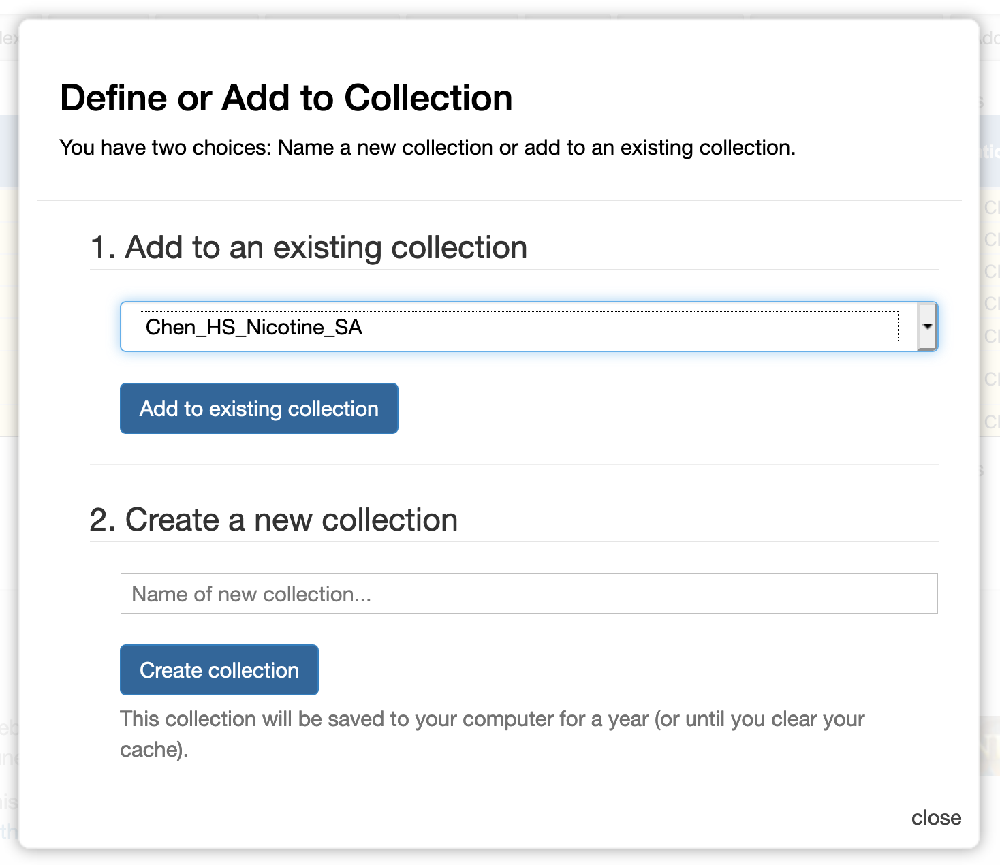 Define or Add to Collection
You have two choices: Name a new collection or add to an existing collection.
1. Add to an existing collection
Chen_HS_Nicotine_SA
Add to existing collection
2. Create a new collection
Name of new collection...
Create collection
This collection will be saved to your computer for a year (or until you clear your
cache).
close